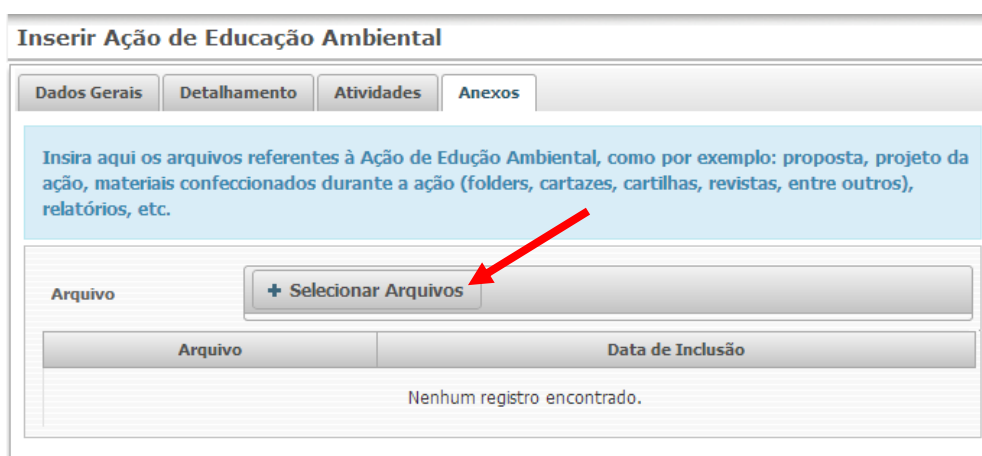 Inserir Ação de Educação Ambiental
Dados Gerais Detalhamento Atividades Anexos
Insira aqui os arquivos referentes à Ação de Edução Ambiental, como por exemplo: proposta, projeto da
ação, materiais confeccionados durante a ação (folders, cartazes, cartilhas, revistas, entre outros),
relatórios, etc.
Arquivo + Selecionar Arquivos
Arquivo Data de Inclusão
Nenhum registro encontrado.